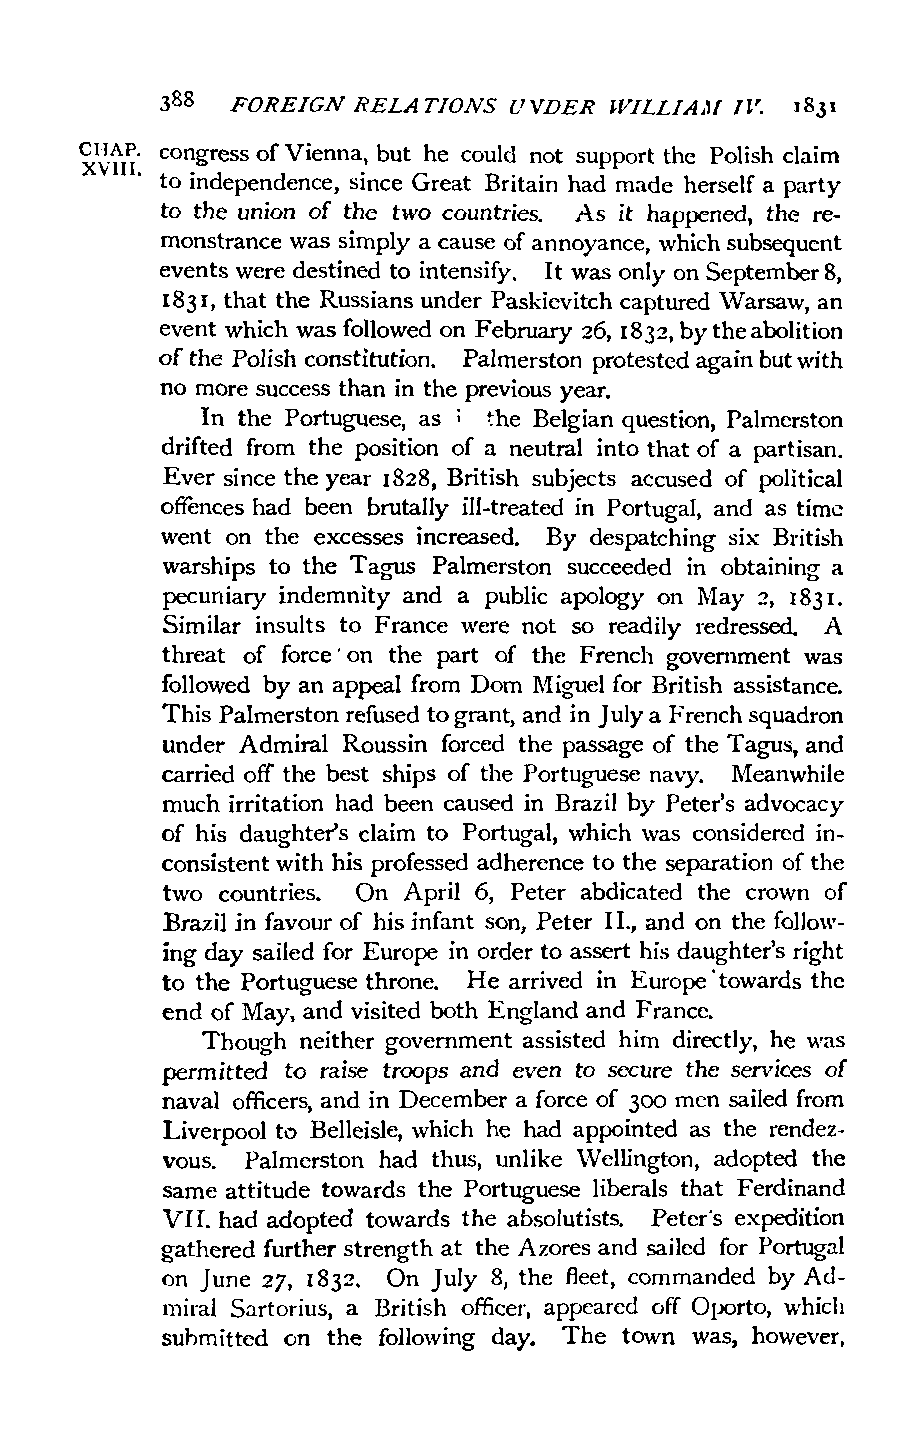 388 FOREIGN RELATIONS UNDER WILLIAM IV. 1831
CHAP. XVIII.
congress of Vienna, but he could not support the Polish claim
to independence, since Great Britain had made herself a party
to the union of the two countries. As it happened, the re-
monstrance was simply a cause of annoyance, which subsequent
events were destined to intensify. It was only on September 8,
1831, that the Russians under Paskievitch captured Warsaw, an
event which was followed on February 26, 1832, by the abolition
of the Polish constitution. Palmerston protested again but with
no more success than in the previous year.
In the Portuguese, as i the Belgian question, Palmerston
drifted from the position of a neutral into that of a partisan.
Ever since the year 1828, British subjects accused of political
offences had been brutally ill-treated in Portugal, and as time
went on the excesses increased. By despatching six British
warships to the Tagus Palmerston succeeded in obtaining a
pecuniary indemnity and a public apology on May 2, 1831.
Similar insults to France were not so readily redressed. A
threat of force on the part of the French government was
followed by an appeal from Dom Miguel for British assistance.
This Palmerston refused to grant, and in July a French squadron
under Admiral Roussin forced the passage of the Tagus, and
carried off the best ships of the Portuguese navy. Meanwhile
much irritation had been caused in Brazil by Peter's advocacy
of his daughter's claim to Portugal, which was considered in-
consistent with his professed adherence to the separation of the
two countries. On April 6, Peter abdicated the crown of
Brazil in favour of his infant son, Peter II., and on the follow-
ing day sailed for Europe in order to assert his daughter's right
to the Portuguese throne. He arrived in Europe towards the
end of May, and visited both England and France.
Though neither government assisted him directly, he was
permitted to raise troops and even to secure the services of
naval officers, and in December a force of 300 men sailed from
Liverpool to Belleisle, which he had appointed as the rendez-
vous. Palmerston had thus, unlike Wellington, adopted the
same attitude towards the Portuguese liberals that Ferdinand
VII. had adopted towards the absolutists. Peter's expedition
gathered further strength at the Azores and sailed for Portugal
on June 27, 1832. On July 8, the fleet, commanded by Ad-
miral Sartorius, a British officer, appeared off Oporto, which
submitted on the following day. The town was, however,